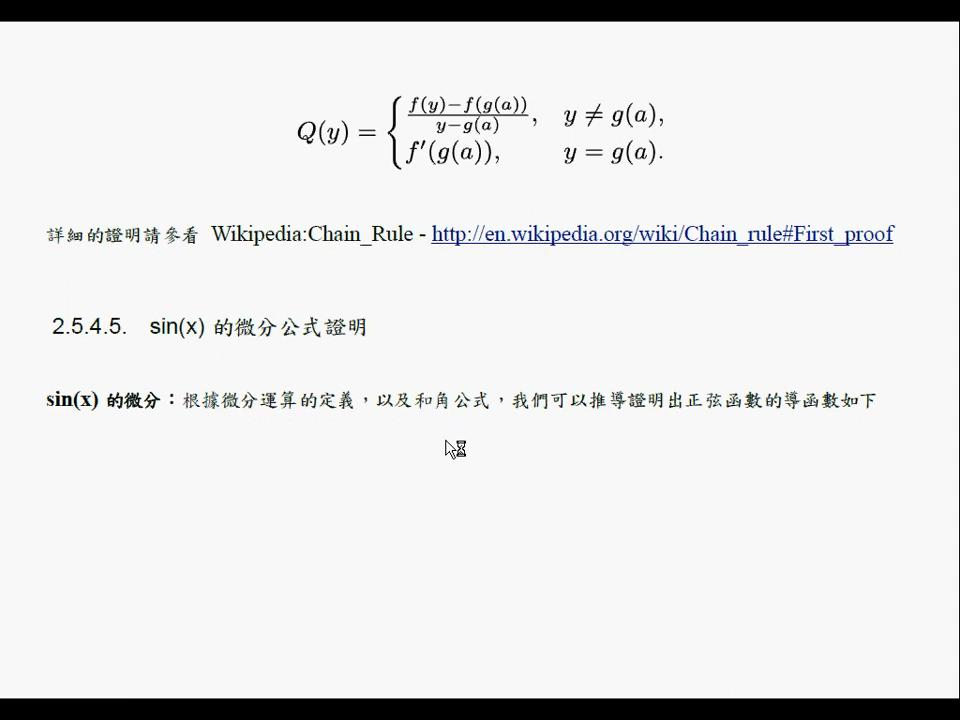 Q(y) = { f(y)−f(g(a)) / y−g(a), y ≠ g(a),
f′(g(a)), y = g(a).
詳細的證明請參看 Wikipedia:Chain_Rule - http://en.wikipedia.org/wiki/Chain_rule#First_proof
2.5.4.5. sin(x) 的微分公式證明
sin(x) 的微分：根據微分運算的定義，以及和角公式，我們可以推導證明出正弦函數的導函數如下